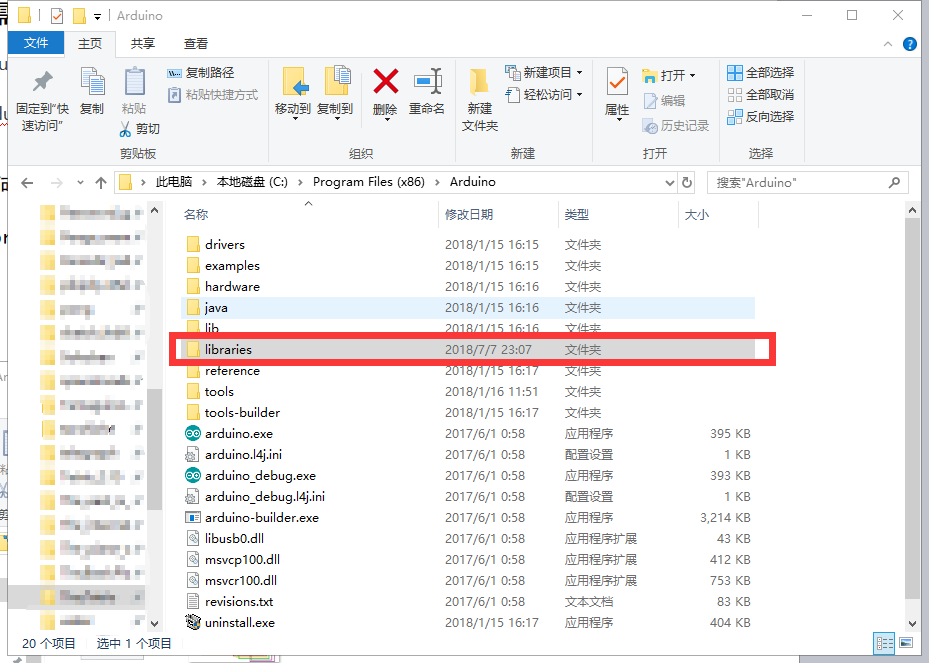 Arduino
文件 主页 共享 查看
固定到“快速访问”
复制
粘贴
复制路径
粘贴快捷方式
剪切
剪贴板
移动到 复制到 删除 重命名
组织
新建文件夹
新建项目
轻松访问
新建
属性
打开
编辑
历史记录
打开
全部选择
全部取消
反向选择
选择
此电脑 本地磁盘 (C:) Program Files (x86) Arduino
搜索"Arduino"
名称 修改日期 类型 大小
drivers 2018/1/15 16:15 文件夹
examples 2018/1/15 16:15 文件夹
hardware 2018/1/15 16:16 文件夹
java 2018/1/15 16:16 文件夹
lib 2018/1/15 16:16 文件夹
libraries 2018/7/7 23:07 文件夹
reference 2018/1/15 16:17 文件夹
tools 2018/1/16 11:51 文件夹
tools-builder 2018/1/15 16:17 文件夹
arduino.exe 2017/6/1 0:58 应用程序 395 KB
arduino.l4j.ini 2017/6/1 0:58 配置设置 1 KB
arduino_debug.exe 2017/6/1 0:58 应用程序 393 KB
arduino_debug.l4j.ini 2017/6/1 0:58 配置设置 1 KB
arduino-builder.exe 2017/6/1 0:58 应用程序 3,214 KB
libusb0.dll 2017/6/1 0:58 应用程序扩展 43 KB
msvcp100.dll 2017/6/1 0:58 应用程序扩展 412 KB
msvcr100.dll 2017/6/1 0:58 应用程序扩展 753 KB
revisions.txt 2017/6/1 0:58 文本文档 83 KB
uninstall.exe 2018/1/15 16:17 应用程序 404 KB
20 个项目 选中 1 个项目